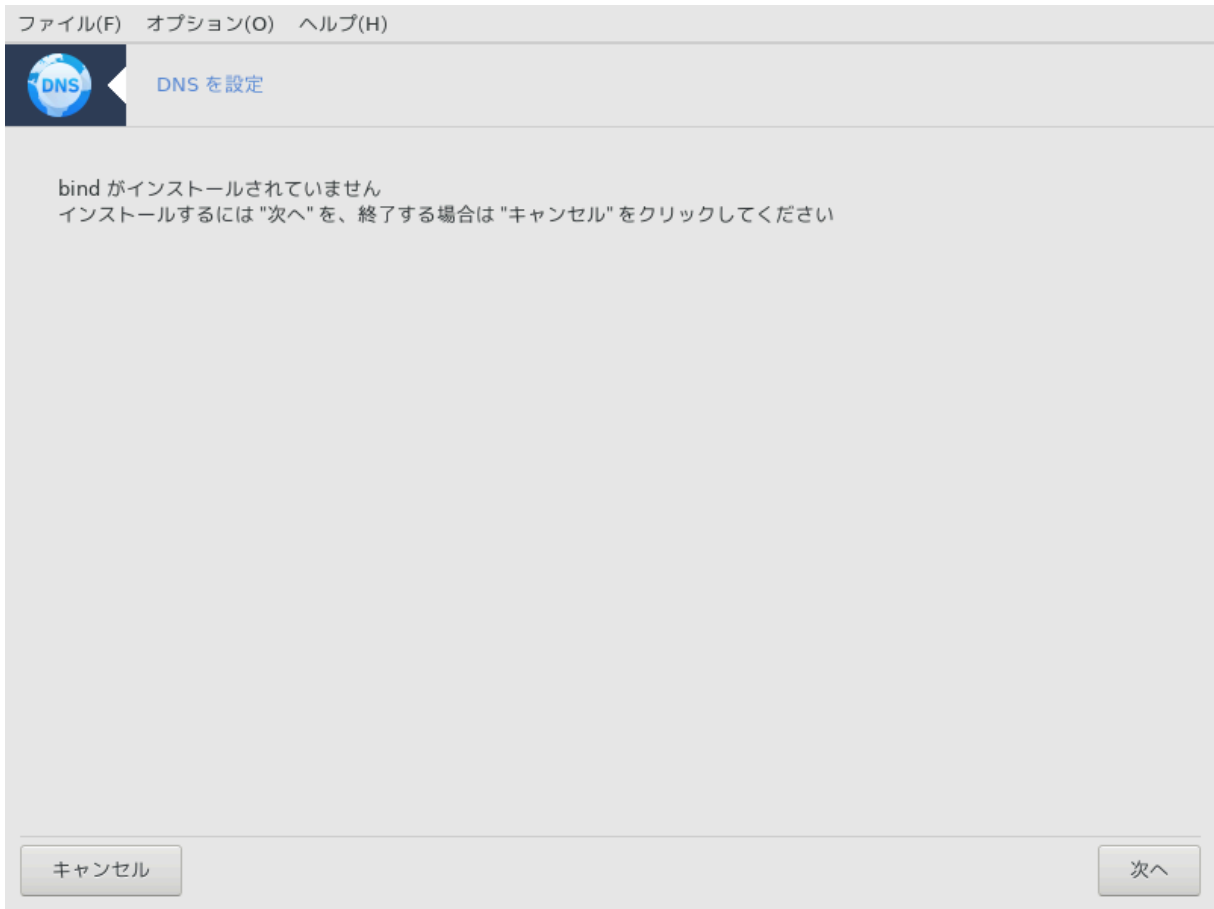 ファイル(F) オプション(O) ヘルプ(H)
DNS DNS を設定
bind がインストールされていません
インストールするには "次へ" を、終了する場合は "キャンセル" をクリックしてください
キャンセル 次へ